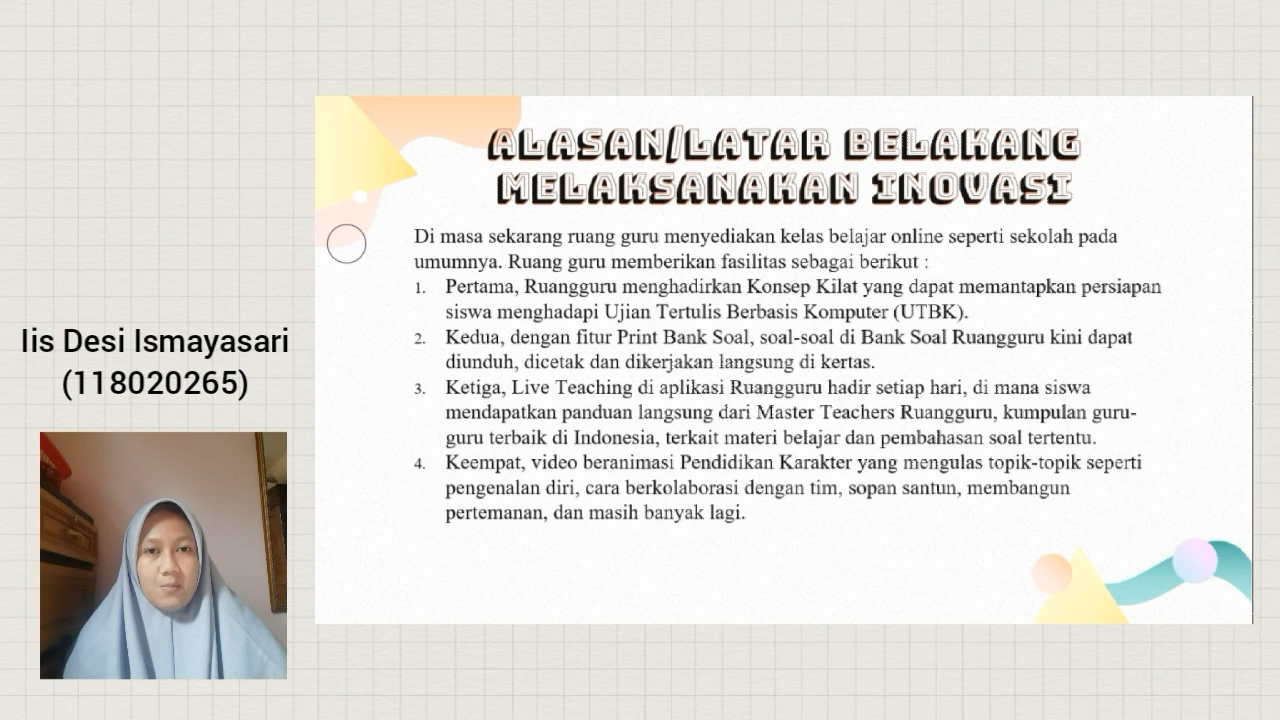 Iis Desi Ismayasari
(118020265)
ALASAN/LATAR BELAKANG
MELAKSANAKAN INOVASI
Di masa sekarang ruang guru menyediakan kelas belajar online seperti sekolah pada
umumnya. Ruang guru memberikan fasilitas sebagai berikut :
1. Pertama, Ruangguru menghadirkan Konsep Kilat yang dapat memantapkan persiapan
siswa menghadapi Ujian Tertulis Berbasis Komputer (UTBK).
2. Kedua, dengan fitur Print Bank Soal, soal-soal di Bank Soal Ruangguru kini dapat
diunduh, dicetak dan dikerjakan langsung di kertas.
3. Ketiga, Live Teaching di aplikasi Ruangguru hadir setiap hari, di mana siswa
mendapatkan panduan langsung dari Master Teachers Ruangguru, kumpulan guru-
guru terbaik di Indonesia, terkait materi belajar dan pembahasan soal tertentu.
4. Keempat, video beranimasi Pendidikan Karakter yang mengulas topik-topik seperti
pengenalan diri, cara berkolaborasi dengan tim, sopan santun, membangun
pertemanan, dan masih banyak lagi.